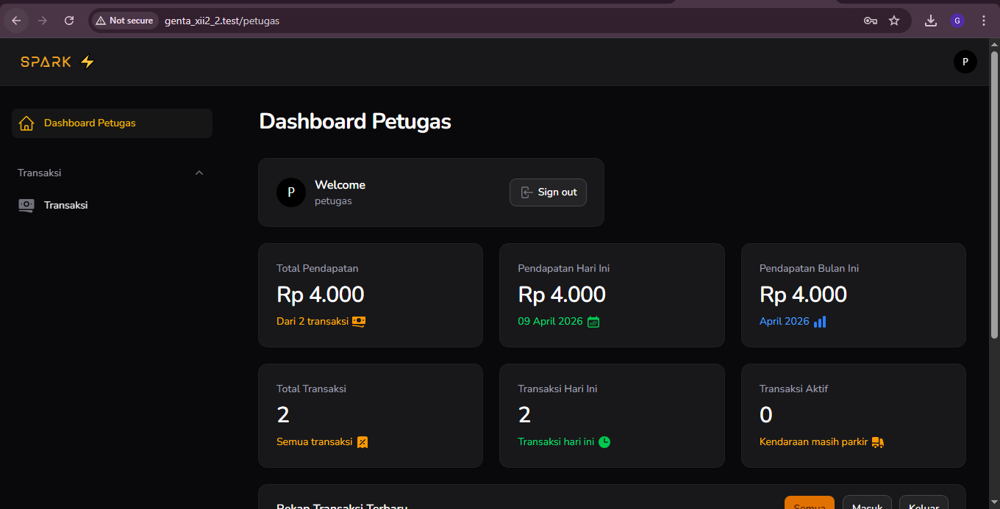 Not secure
genta_xii2_2.test/petugas
G
SPARK ⚡
P
Dashboard Petugas
Transaksi
Transaksi
Dashboard Petugas
P
Welcome
petugas
Sign out
Total Pendapatan
Rp 4.000
Dari 2 transaksi
Pendapatan Hari Ini
Rp 4.000
09 April 2026
Pendapatan Bulan Ini
Rp 4.000
April 2026
Total Transaksi
2
Semua transaksi
Transaksi Hari Ini
2
Transaksi hari ini
Transaksi Aktif
0
Kendaraan masih parkir
Rekap Transaksi Terbaru
Semua
Masuk
Keluar